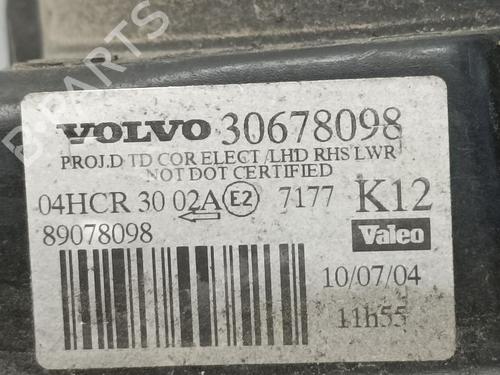 B-PARTS
VOLVO 30678098
PROJ.D TD COR ELECT /LHD RHS LWR
NOT DOT CERTIFIED
04HCR 30 02A E2 7177 K12
89078098
Valeo
10/07/04
11h55